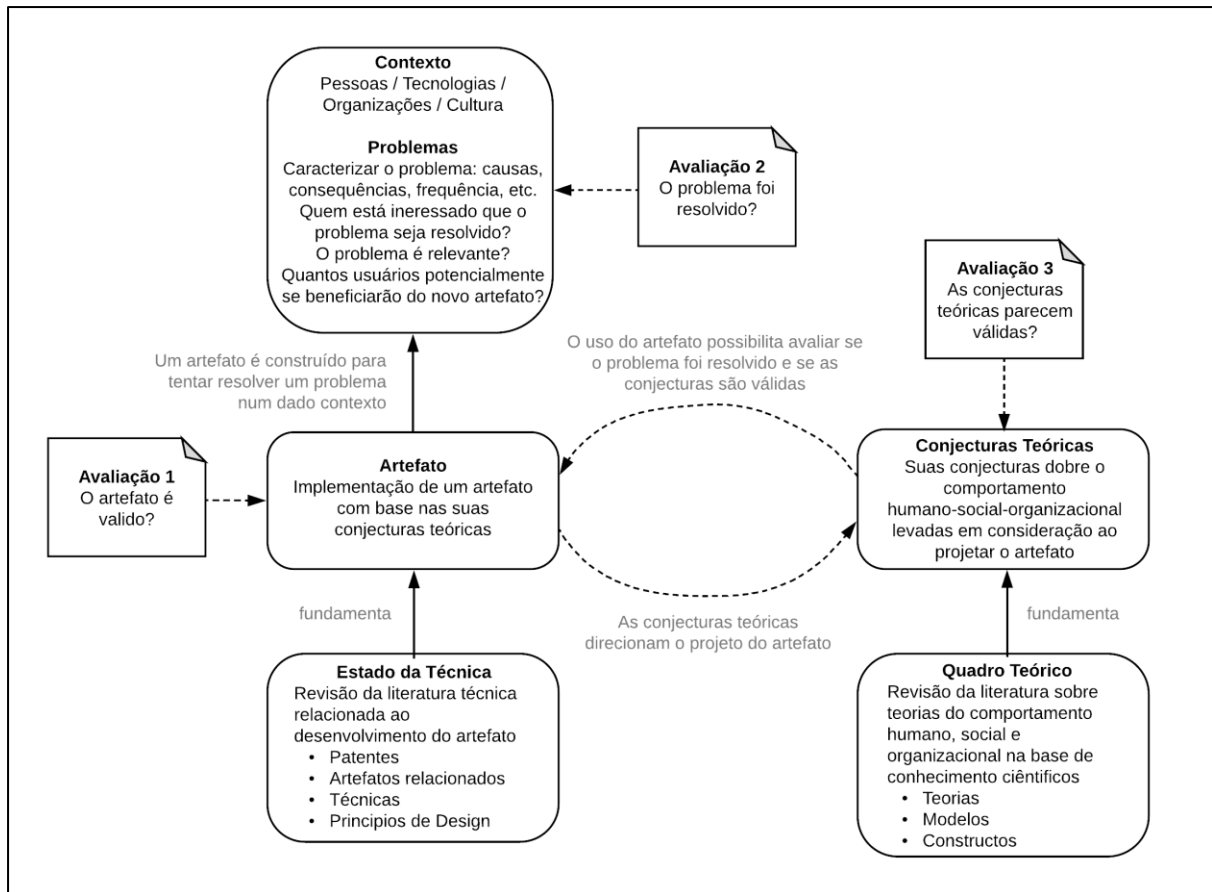 Contexto
Pessoas / Tecnologias /
Organizações / Cultura
Problemas
Caracterizar o problema: causas,
consequências, frequência, etc.
Quem está ineressado que o
problema seja resolvido?
O problema é relevante?
Quantos usuários potencialmente
se beneficiarão do novo artefato?
Avaliação 2
O problema foi
resolvido?
Avaliação 3
As conjecturas
teóricas parecem
válidas?
Um artefato é construído para
tentar resolver um problema
num dado contexto
O uso do artefato possibilita avaliar se
o problema foi resolvido e se as
conjecturas são válidas
Avaliação 1
O artefato é
valido?
Artefato
Implementação de um artefato
com base nas suas
conjecturas teóricas
Conjecturas Teóricas
Suas conjecturas dobre o
comportamento
humano-social-organizacional
levadas em consideração ao
projetar o artefato
fundamenta
As conjecturas teóricas
direcionam o projeto do artefato
fundamenta
Estado da Técnica
Revisão da literatura técnica
relacionada ao
desenvolvimento do artefato
• Patentes
• Artefatos relacionados
• Técnicas
• Principios de Design
Quadro Teórico
Revisão da literatura sobre
teorias do comportamento
humano, social e
organizacional na base de
conhecimento ciêntificos
• Teorias
• Modelos
• Constructos